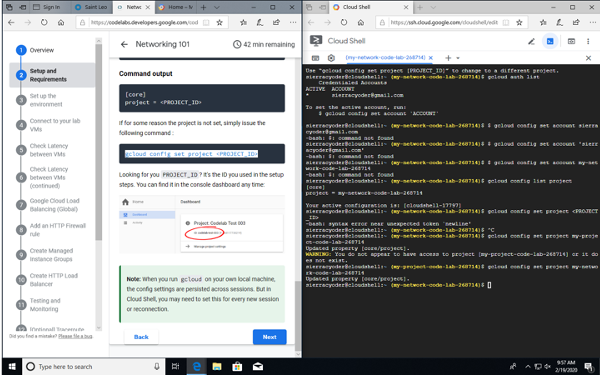 Sign In
Saint Leo
Networ
Home - N
https://codelabs.developers.google.com/cod
Networking 101
42 min remaining
1 Overview
2 Setup and
Requirements
3 Set up the
environment
4 Connect to your lab
VMs
5 Check Latency
between VMs
6 Check Latency
between VMs
(continued)
7 Google Cloud Load
Balancing (Global)
8 Add an HTTP Firewall
rule
9 Create Managed
Instance Groups
10 Create HTTP Load
Balancer
11 Testing and
Monitoring
Did you find a mistake? Please file a bug.
Command output
[core]
project = <PROJECT_ID>
If for some reason the project is not set, simply issue the
following command :
gcloud config set project <PROJECT_ID>
Looking for you PROJECT_ID ? It's the ID you used in the setup
steps. You can find it in the console dashboard any time:
Home
Dashboard
Dashboard
Project: Codelab Test 003
Manage project settings
Note: When you run gcloud on your own local machine,
the config settings are persisted across sessions. But in
Cloud Shell, you may need to set this for every new session
or reconnection.
Back
Next
Cloud Shell
https://ssh.cloud.google.com/cloudshell/edit
Cloud Shell
(my-network-code-lab-268714)
Use "gcloud config set project [PROJECT_ID]" to change to a different project.
sierracyoder@cloudshell:~ (my-network-code-lab-268714)$ gcloud auth list
Credentialed Accounts
ACTIVE ACCOUNT
* sierracyoder@gmail.com
To set the active account, run:
$ gcloud config set account `ACCOUNT`
sierracyoder@cloudshell:~ (my-network-code-lab-268714)$ $ gcloud config set account sierra
cyoder@gmail.com
-bash: $: command not found
sierracyoder@cloudshell:~ (my-network-code-lab-268714)$ $ gcloud config set account 'sierr
acyoder@gmail.com'
-bash: $: command not found
sierracyoder@cloudshell:~ (my-network-code-lab-268714)$ $ gcloud config set account my-net
work-code-lab-268714
-bash: $: command not found
sierracyoder@cloudshell:~ (my-network-code-lab-268714)$ gcloud config list project
[core]
project = my-network-code-lab-268714
Your active configuration is: [cloudshell-17797]
sierracyoder@cloudshell:~ (my-network-code-lab-268714)$ gcloud config set project <PROJECT
_ID>
-bash: syntax error near unexpected token `newline'
sierracyoder@cloudshell:~ (my-network-code-lab-268714)$ ^C
sierracyoder@cloudshell:~ (my-network-code-lab-268714)$ gcloud config set project my-proje
ct-code-lab-268714
Updated property [core/project].
WARNING: You do not appear to have access to project [my-project-code-lab-268714] or it do
es not exist.
sierracyoder@cloudshell:~ (my-project-code-lab-268714)$ gcloud config set project my-netwo
rk-code-lab-268714
Updated property [core/project].
sierracyoder@cloudshell:~ (my-network-code-lab-268714)$
Type here to search
9:57 AM
2/19/2020